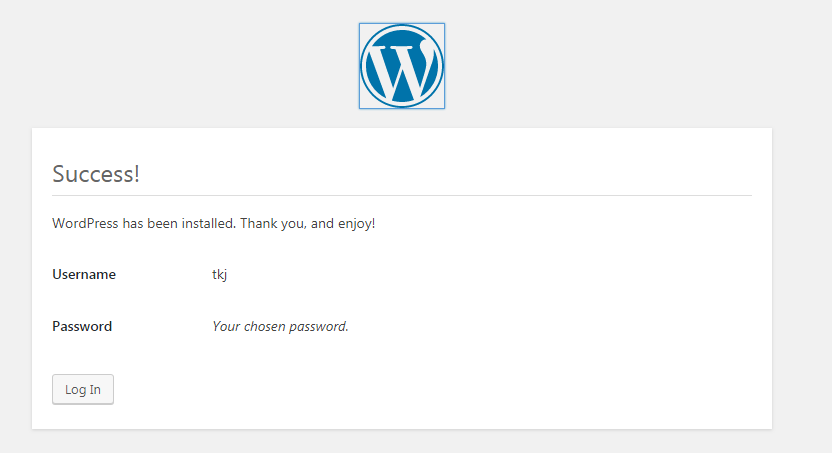 Success!
WordPress has been installed. Thank you, and enjoy!
Username tkj
Password Your chosen password.
Log In